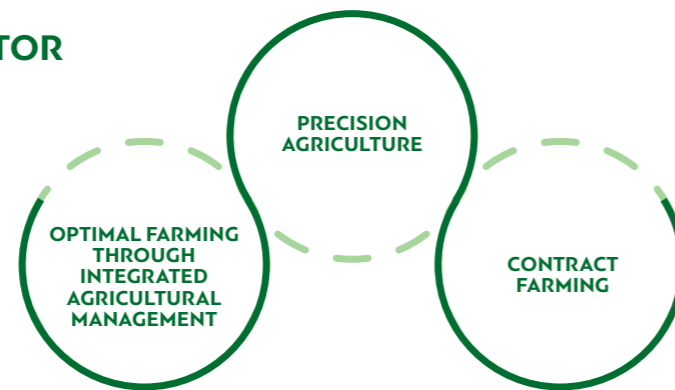 TOR
PRECISION
AGRICULTURE
OPTIMAL FARMING
THROUGH
INTEGRATED
AGRICULTURAL
MANAGEMENT
CONTRACT
FARMING